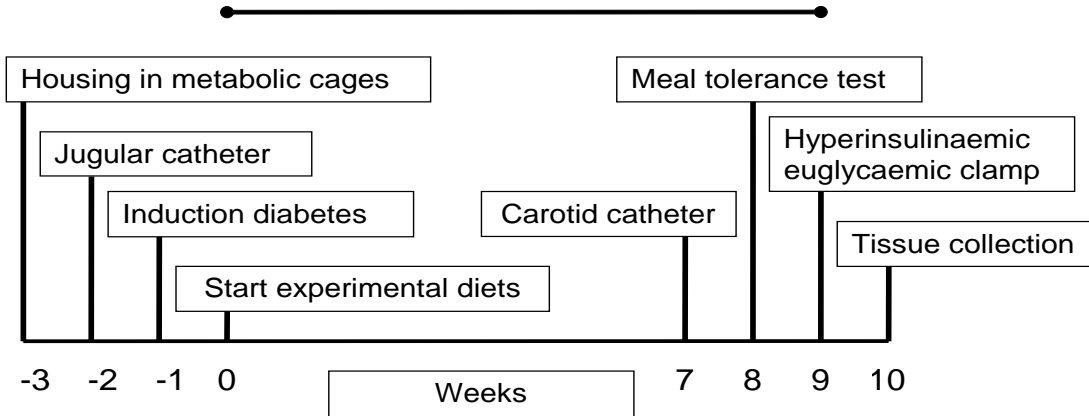 Housing in metabolic cages
Meal tolerance test
Jugular catheter
Hyperinsulinaemic
euglycaemic clamp
Induction diabetes
Carotid catheter
Tissue collection
Start experimental diets
-3 -2 -1 0 7 8 9 10
Weeks